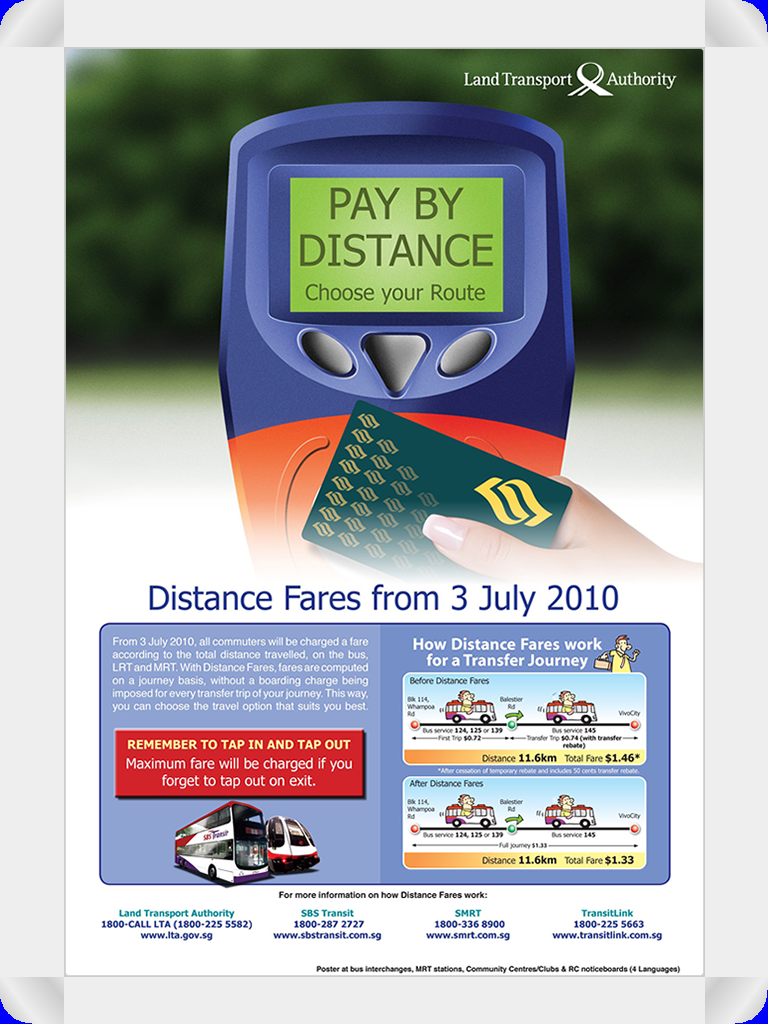 Land Transport Authority
PAY BY
DISTANCE
Choose your Route
Distance Fares from 3 July 2010
From 3 July 2010, all commuters will be charged a fare
according to the total distance travelled, on the bus,
LRT and MRT. With Distance Fares, fares are computed
on a journey basis, without a boarding charge being
imposed for every transfer trip of your journey. This way,
you can choose the travel option that suits you best.
REMEMBER TO TAP IN AND TAP OUT
Maximum fare will be charged if you
forget to tap out on exit.
SBS Transit
How Distance Fares work
for a Transfer Journey
Before Distance Fares
Blk 114,
Whampoa
Rd
Balestier
Rd
VivoCity
Bus service 124, 125 or 139
Bus service 145
First Trip $0.72
Transfer Trip $0.74 (with transfer
rebate)
Distance 11.6km Total Fare $1.46*
*After cessation of temporary rebate and includes 50 cents transfer rebate.
After Distance Fares
Blk 114,
Whampoa
Rd
Balestier
Rd
VivoCity
Bus service 124, 125 or 139
Bus service 145
Full journey $1.33
Distance 11.6km Total Fare $1.33
For more information on how Distance Fares work:
Land Transport Authority
1800-CALL LTA (1800-225 5582)
www.lta.gov.sg
SBS Transit
1800-287 2727
www.sbstransit.com.sg
SMRT
1800-336 8900
www.smrt.com.sg
TransitLink
1800-225 5663
www.transitlink.com.sg
Poster at bus interchanges, MRT stations, Community Centres/Clubs & RC noticeboards (4 Languages)